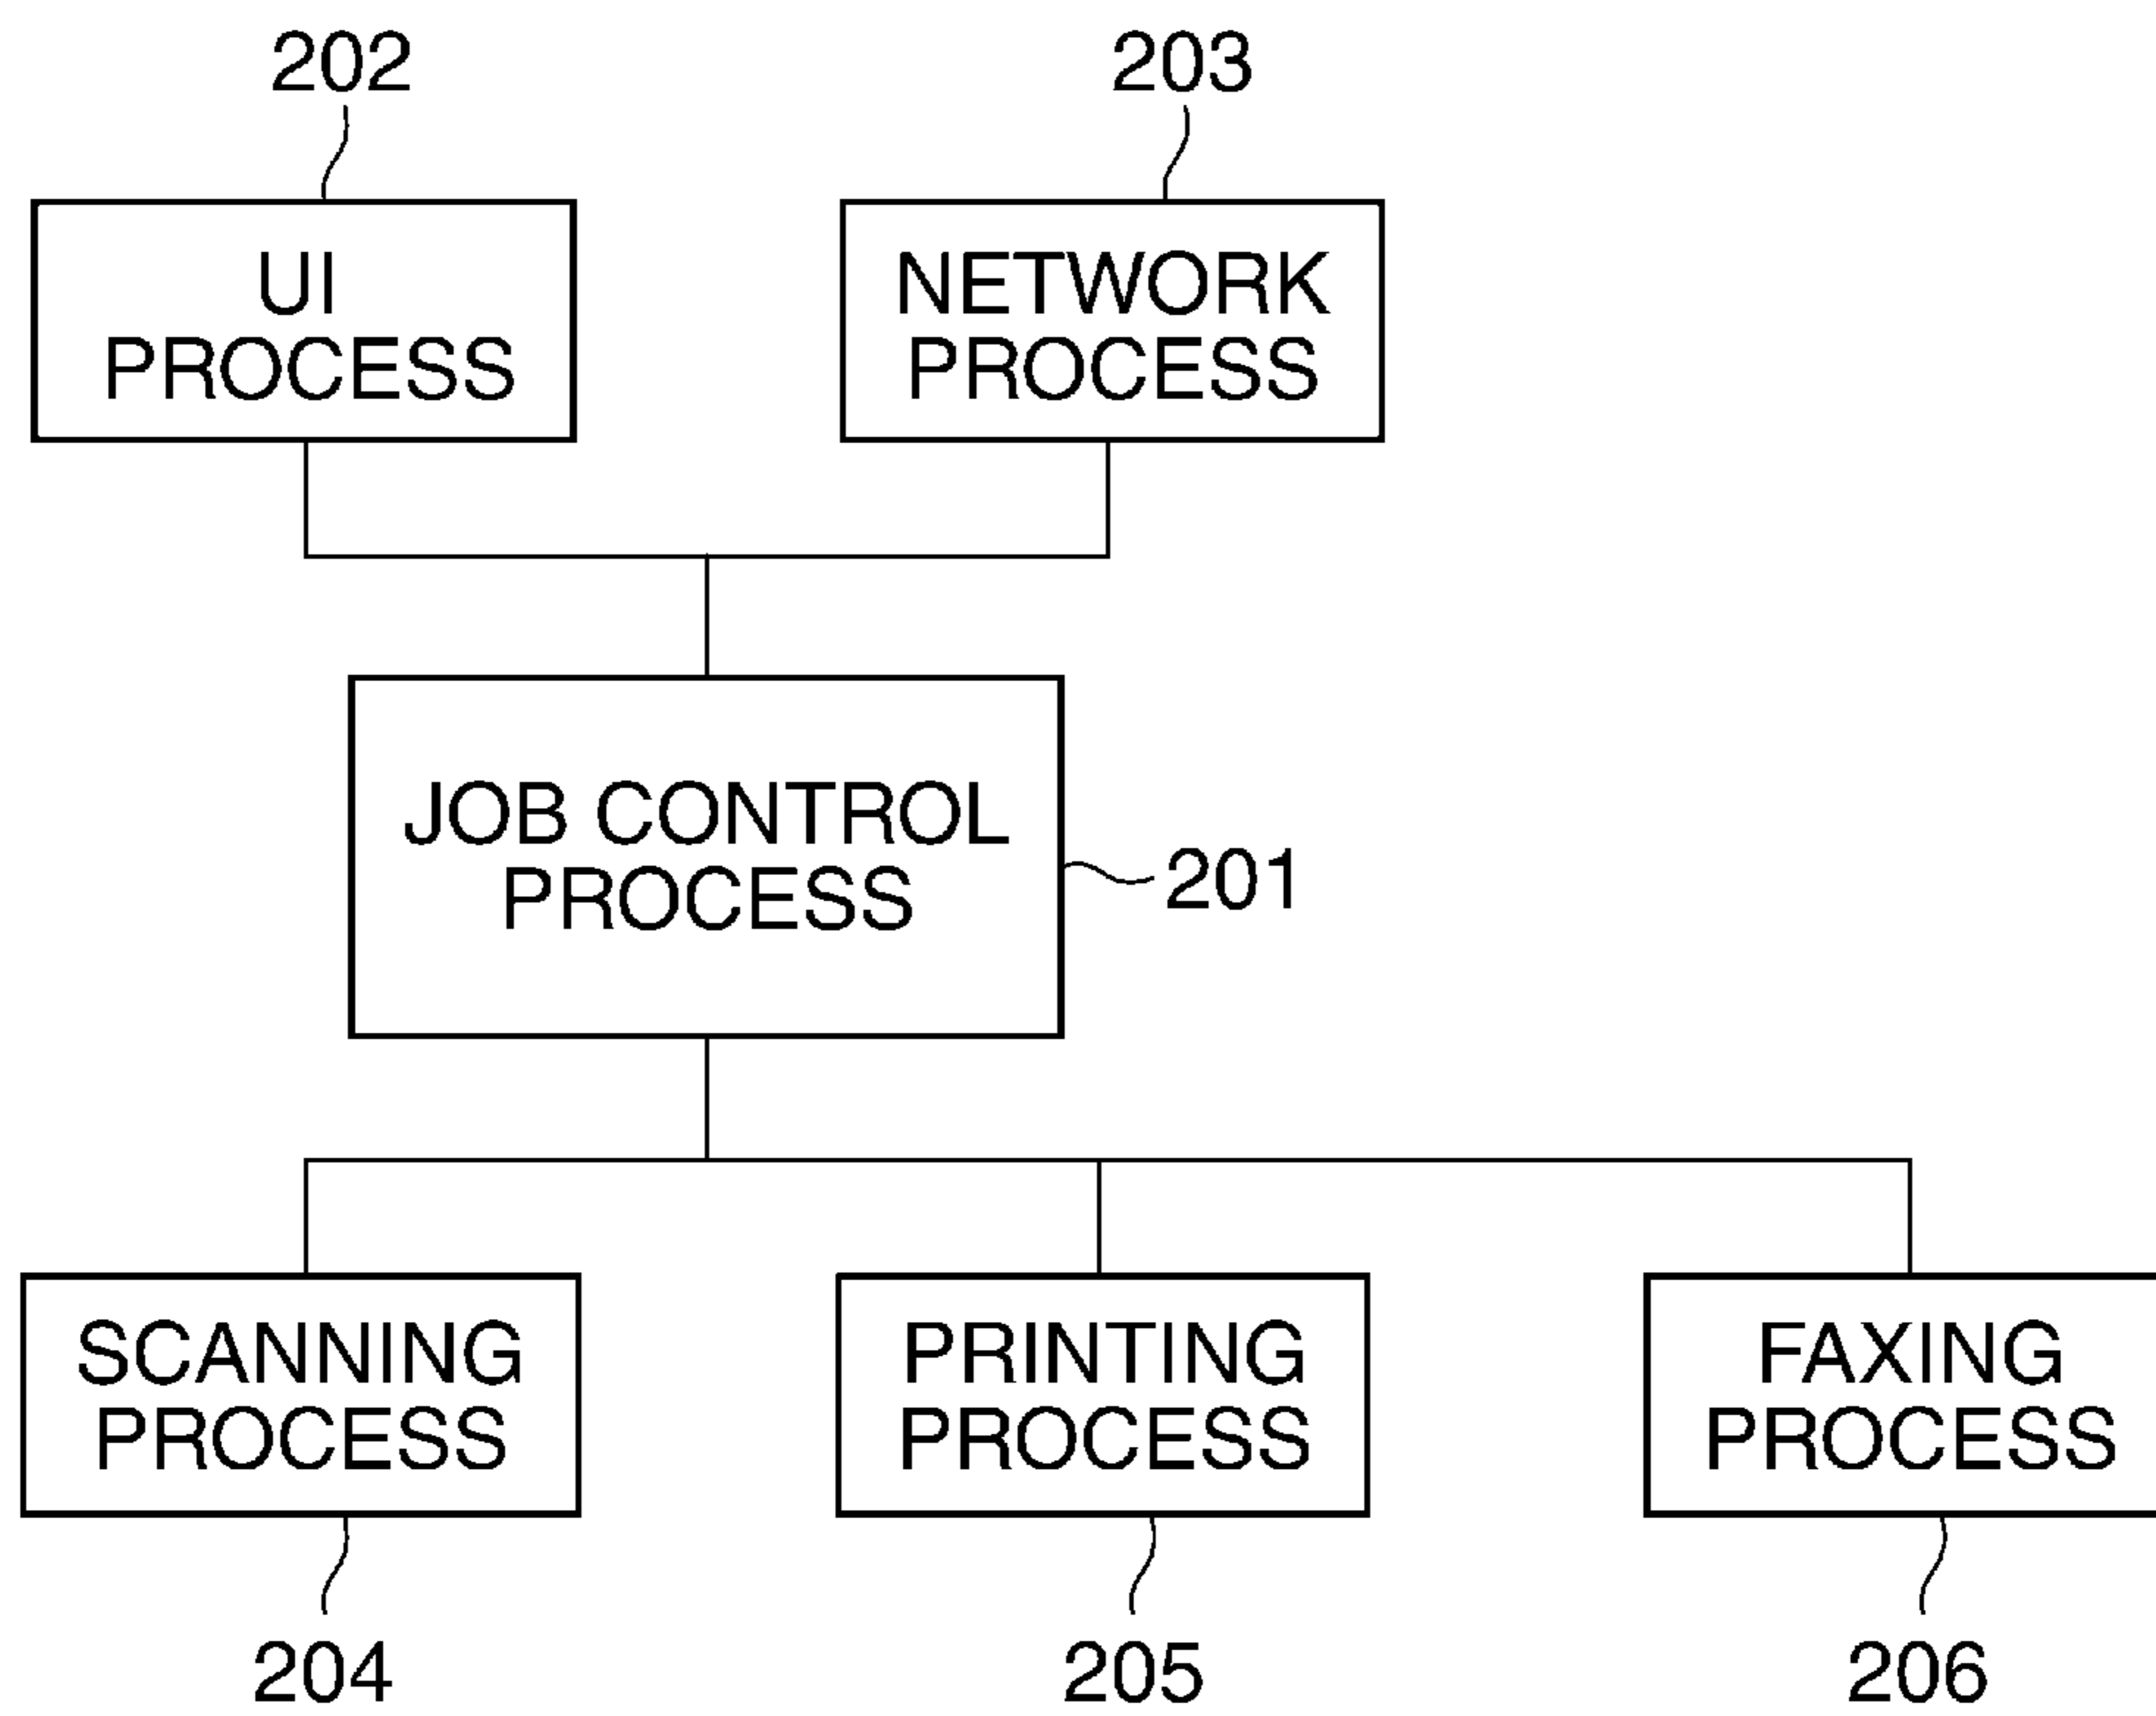 202
203
UI
PROCESS
NETWORK
PROCESS
JOB CONTROL
PROCESS
201
SCANNING
PROCESS
PRINTING
PROCESS
FAXING
PROCESS
204
205
206